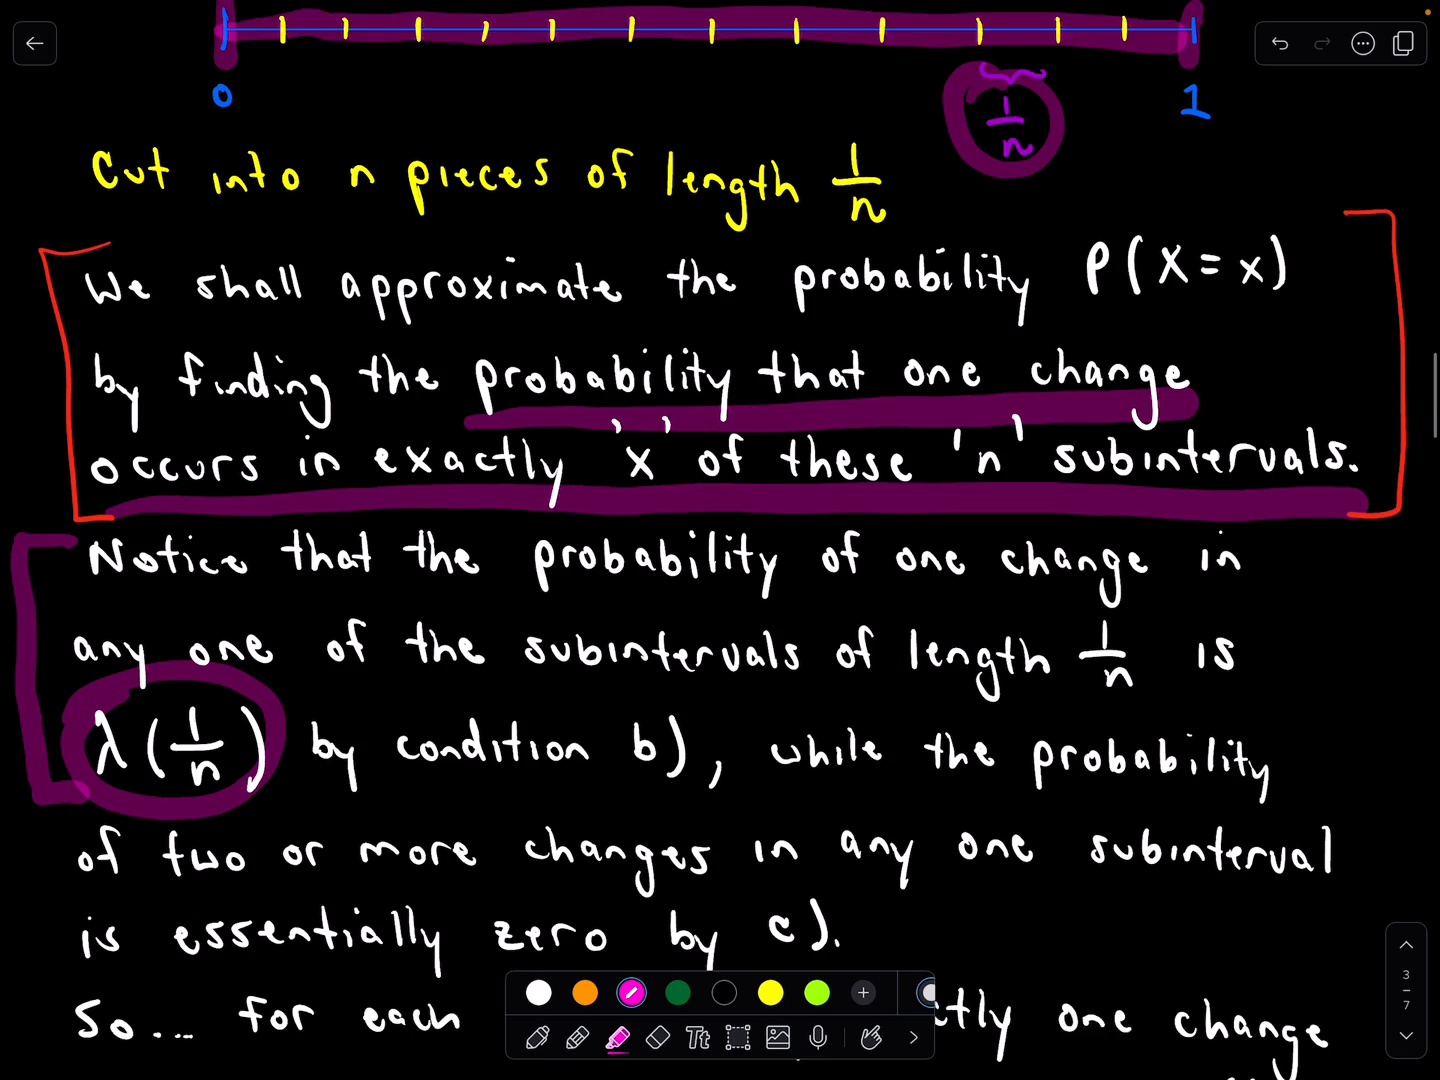 0
1/n
1
Cut into n pieces of length 1/n
We shall approximate the probability P(X = x)
by finding the probability that one change
occurs in exactly 'x' of these 'n' subintervals.
Notice that the probability of one change in
any one of the subintervals of length 1/n is
λ(1/n) by condition b), while the probability
of two or more changes in any one subinterval
is essentially zero by c).
So... for each
one change
Tt
3
7